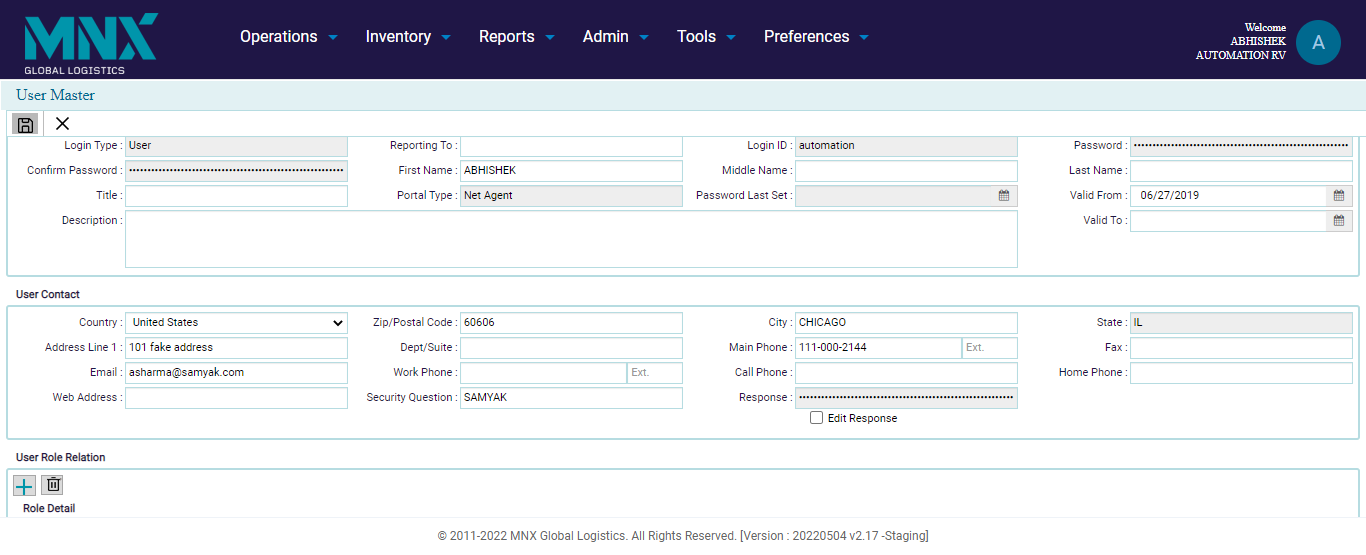 MNX
GLOBAL LOGISTICS
Operations Inventory Reports Admin Tools Preferences
Welcome
ABHISHEK
AUTOMATION RV
A
User Master
Login Type : User Reporting To : Login ID : automation Password :
Confirm Password : First Name : ABHISHEK Middle Name : Last Name :
Title : Portal Type : Net Agent Password Last Set : Valid From : 06/27/2019
Description : Valid To :
User Contact
Country : United States Zip/Postal Code : 60606 City : CHICAGO State : IL
Address Line 1 : 101 fake address Dept/Suite : Main Phone : 111-000-2144 Ext. Fax :
Email : asharma@samyak.com Work Phone : Ext. Call Phone : Home Phone :
Web Address : Security Question : SAMYAK Response :
Edit Response
User Role Relation
Role Detail
© 2011-2022 MNX Global Logistics. All Rights Reserved. [Version : 20220504 v2.17 -Staging]